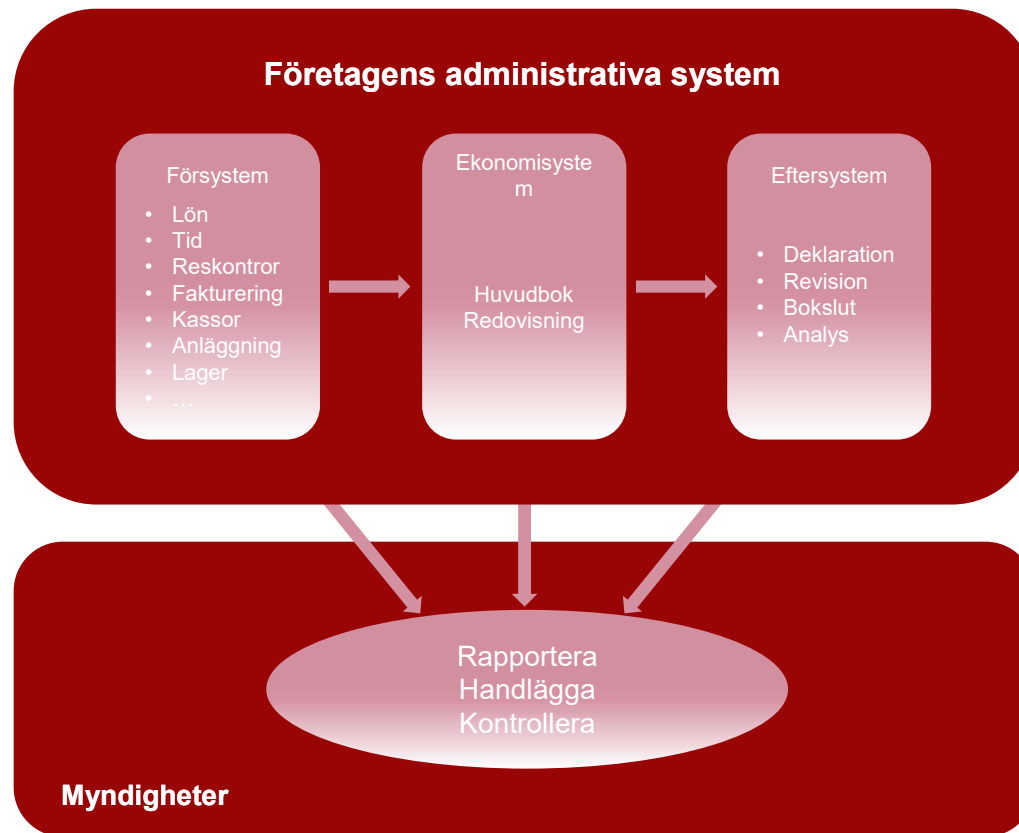 Företagens administrativa system
Försystem
• Lön
• Tid
• Reskontror
• Fakturering
• Kassor
• Anläggning
• Lager
• …
Ekonomisyste
m
Huvudbok
Redovisning
Eftersystem
• Deklaration
• Revision
• Bokslut
• Analys
Rapportera
Handlägga
Kontrollera
Myndigheter